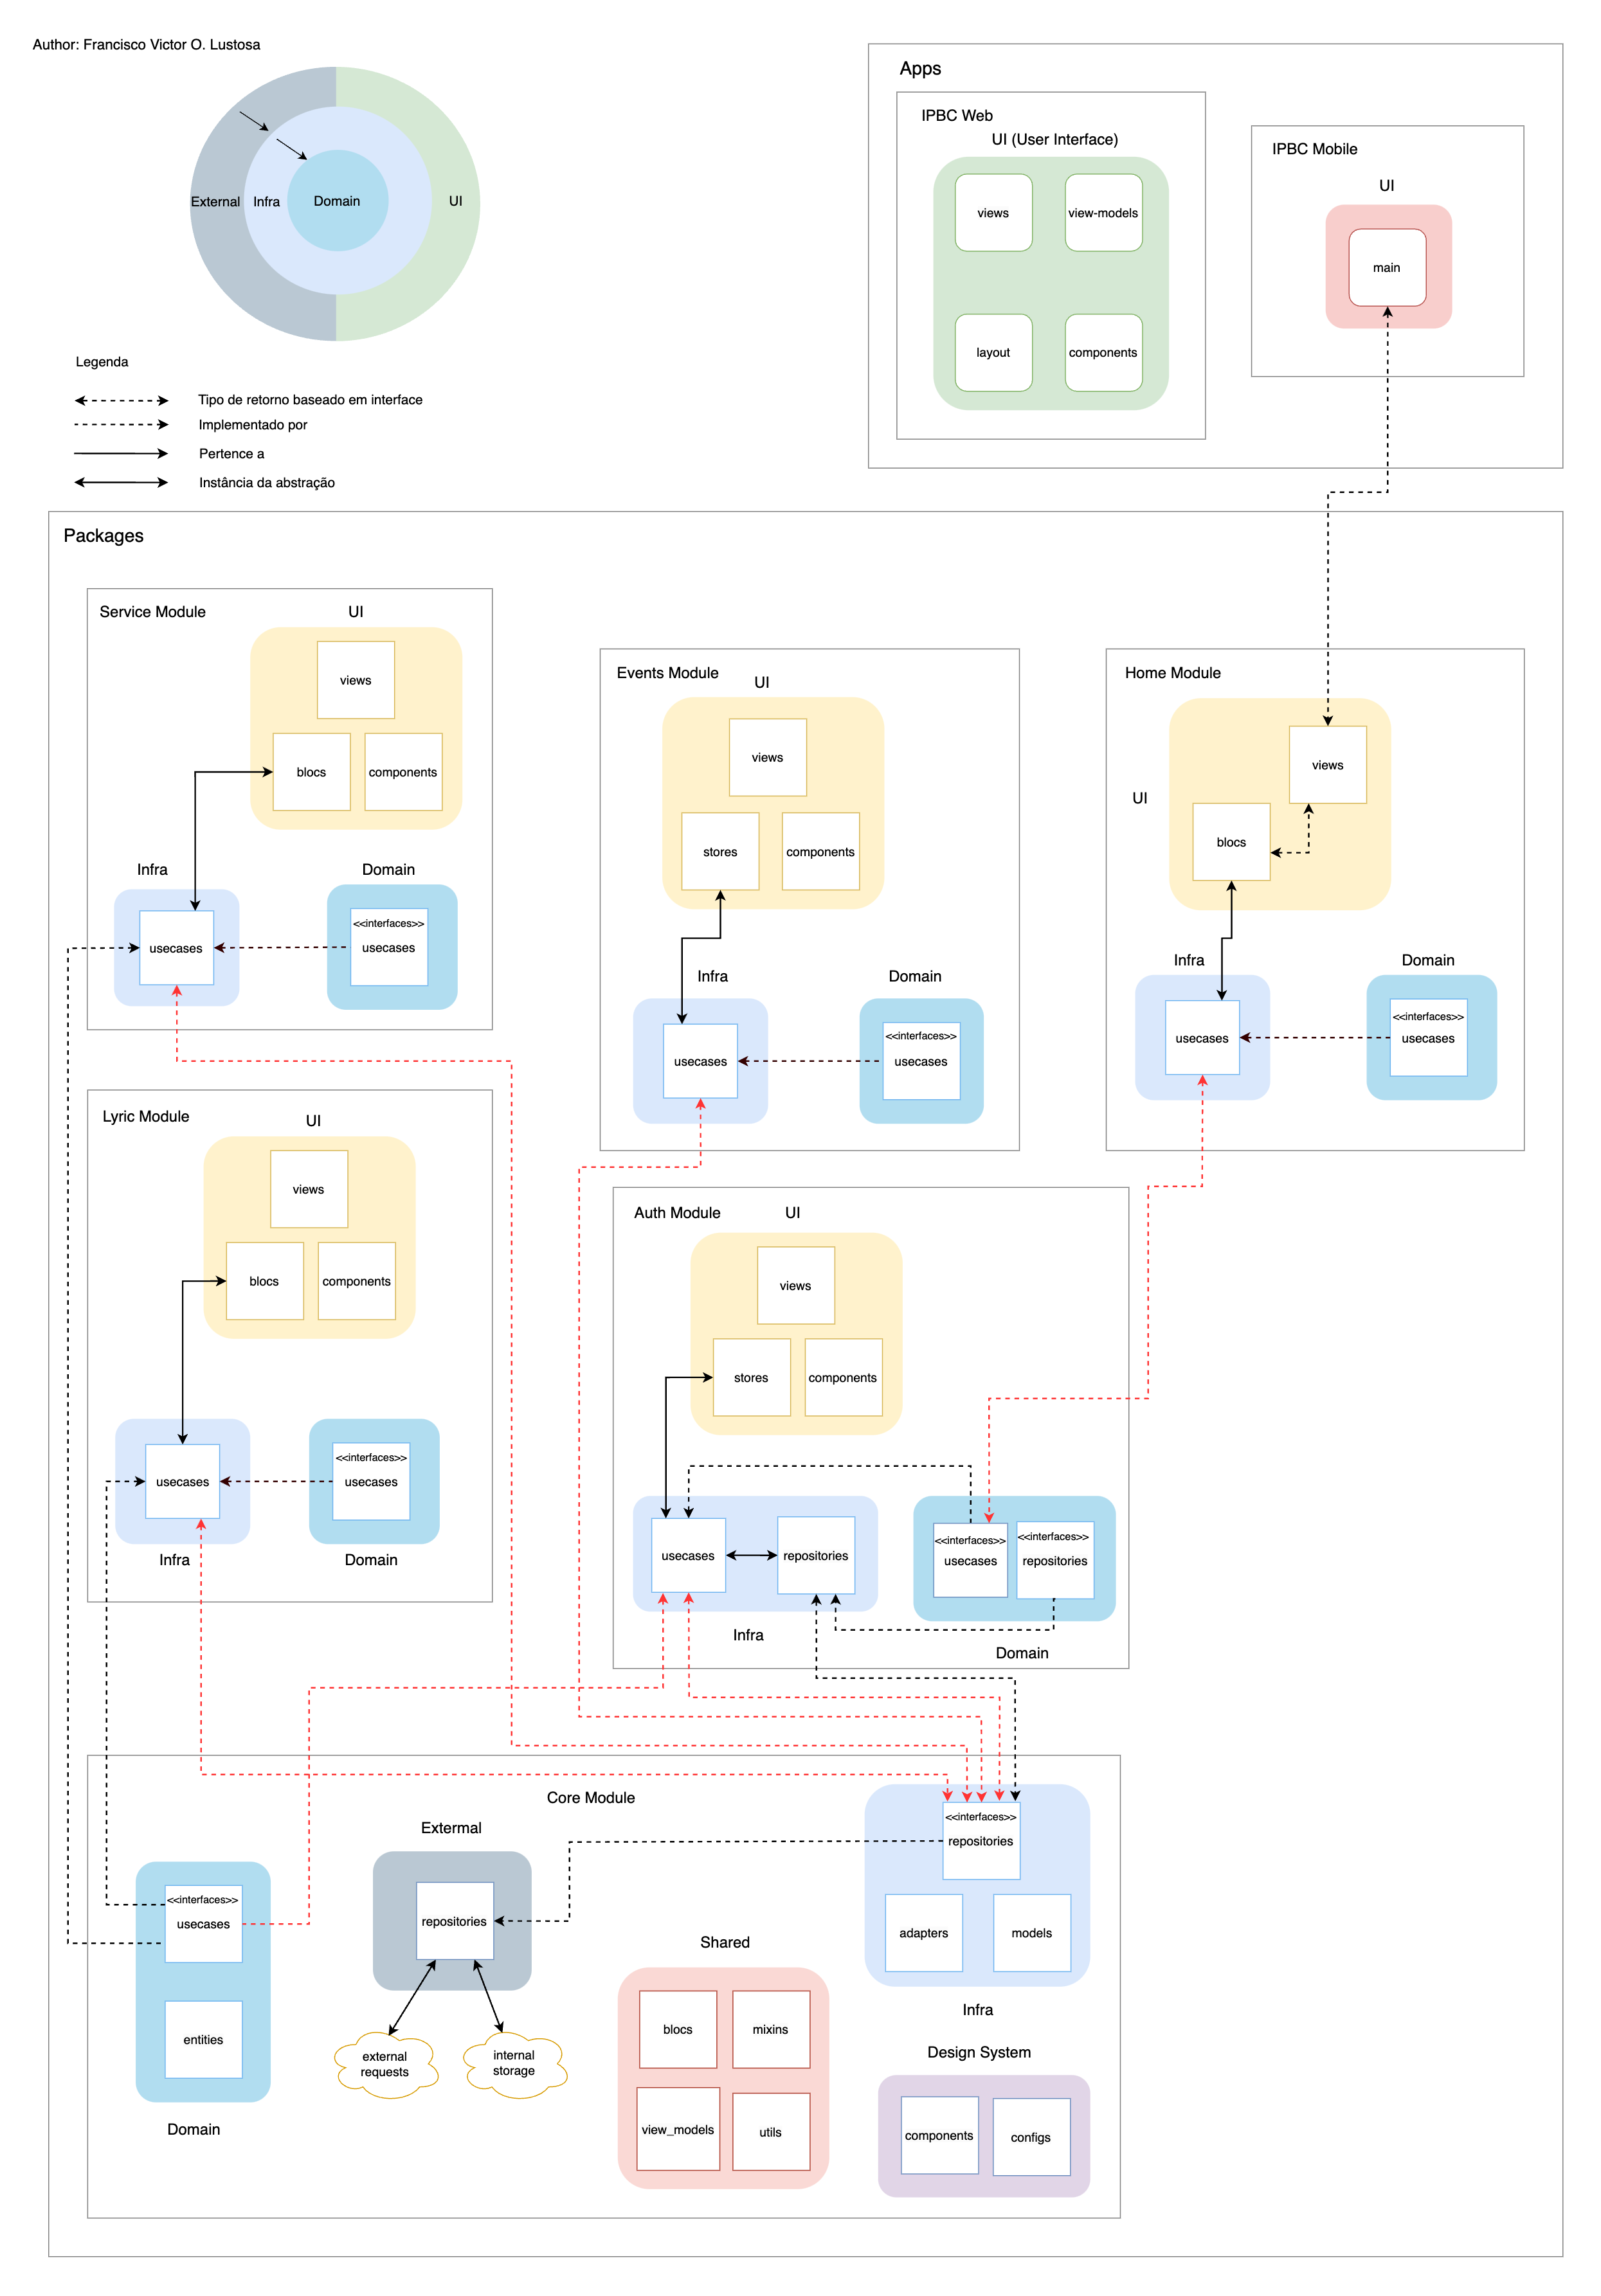 Author: Francisco Victor O. Lustosa
External
Infra
Domain
UI
Legenda
Tipo de retorno baseado em interface
Implementado por
Pertence a
Instância da abstração
Apps
IPBC Web
UI (User Interface)
views
view-models
layout
components
IPBC Mobile
UI
main
Packages
Service Module
UI
views
blocs
components
Infra
Domain
usecases
<<interfaces>>
usecases
Events Module
UI
views
stores
components
Infra
Domain
usecases
<<interfaces>>
usecases
Home Module
UI
views
blocs
Infra
Domain
usecases
<<interfaces>>
usecases
Lyric Module
UI
views
blocs
components
usecases
<<interfaces>>
usecases
Infra
Domain
Auth Module
UI
views
stores
components
usecases
repositories
<<interfaces>>
usecases
<<interfaces>>
repositories
Infra
Domain
Core Module
External
repositories
external
requests
internal
storage
<<interfaces>>
usecases
entities
Domain
Shared
blocs
mixins
view_models
utils
<<interfaces>>
repositories
adapters
models
Infra
Design System
components
configs